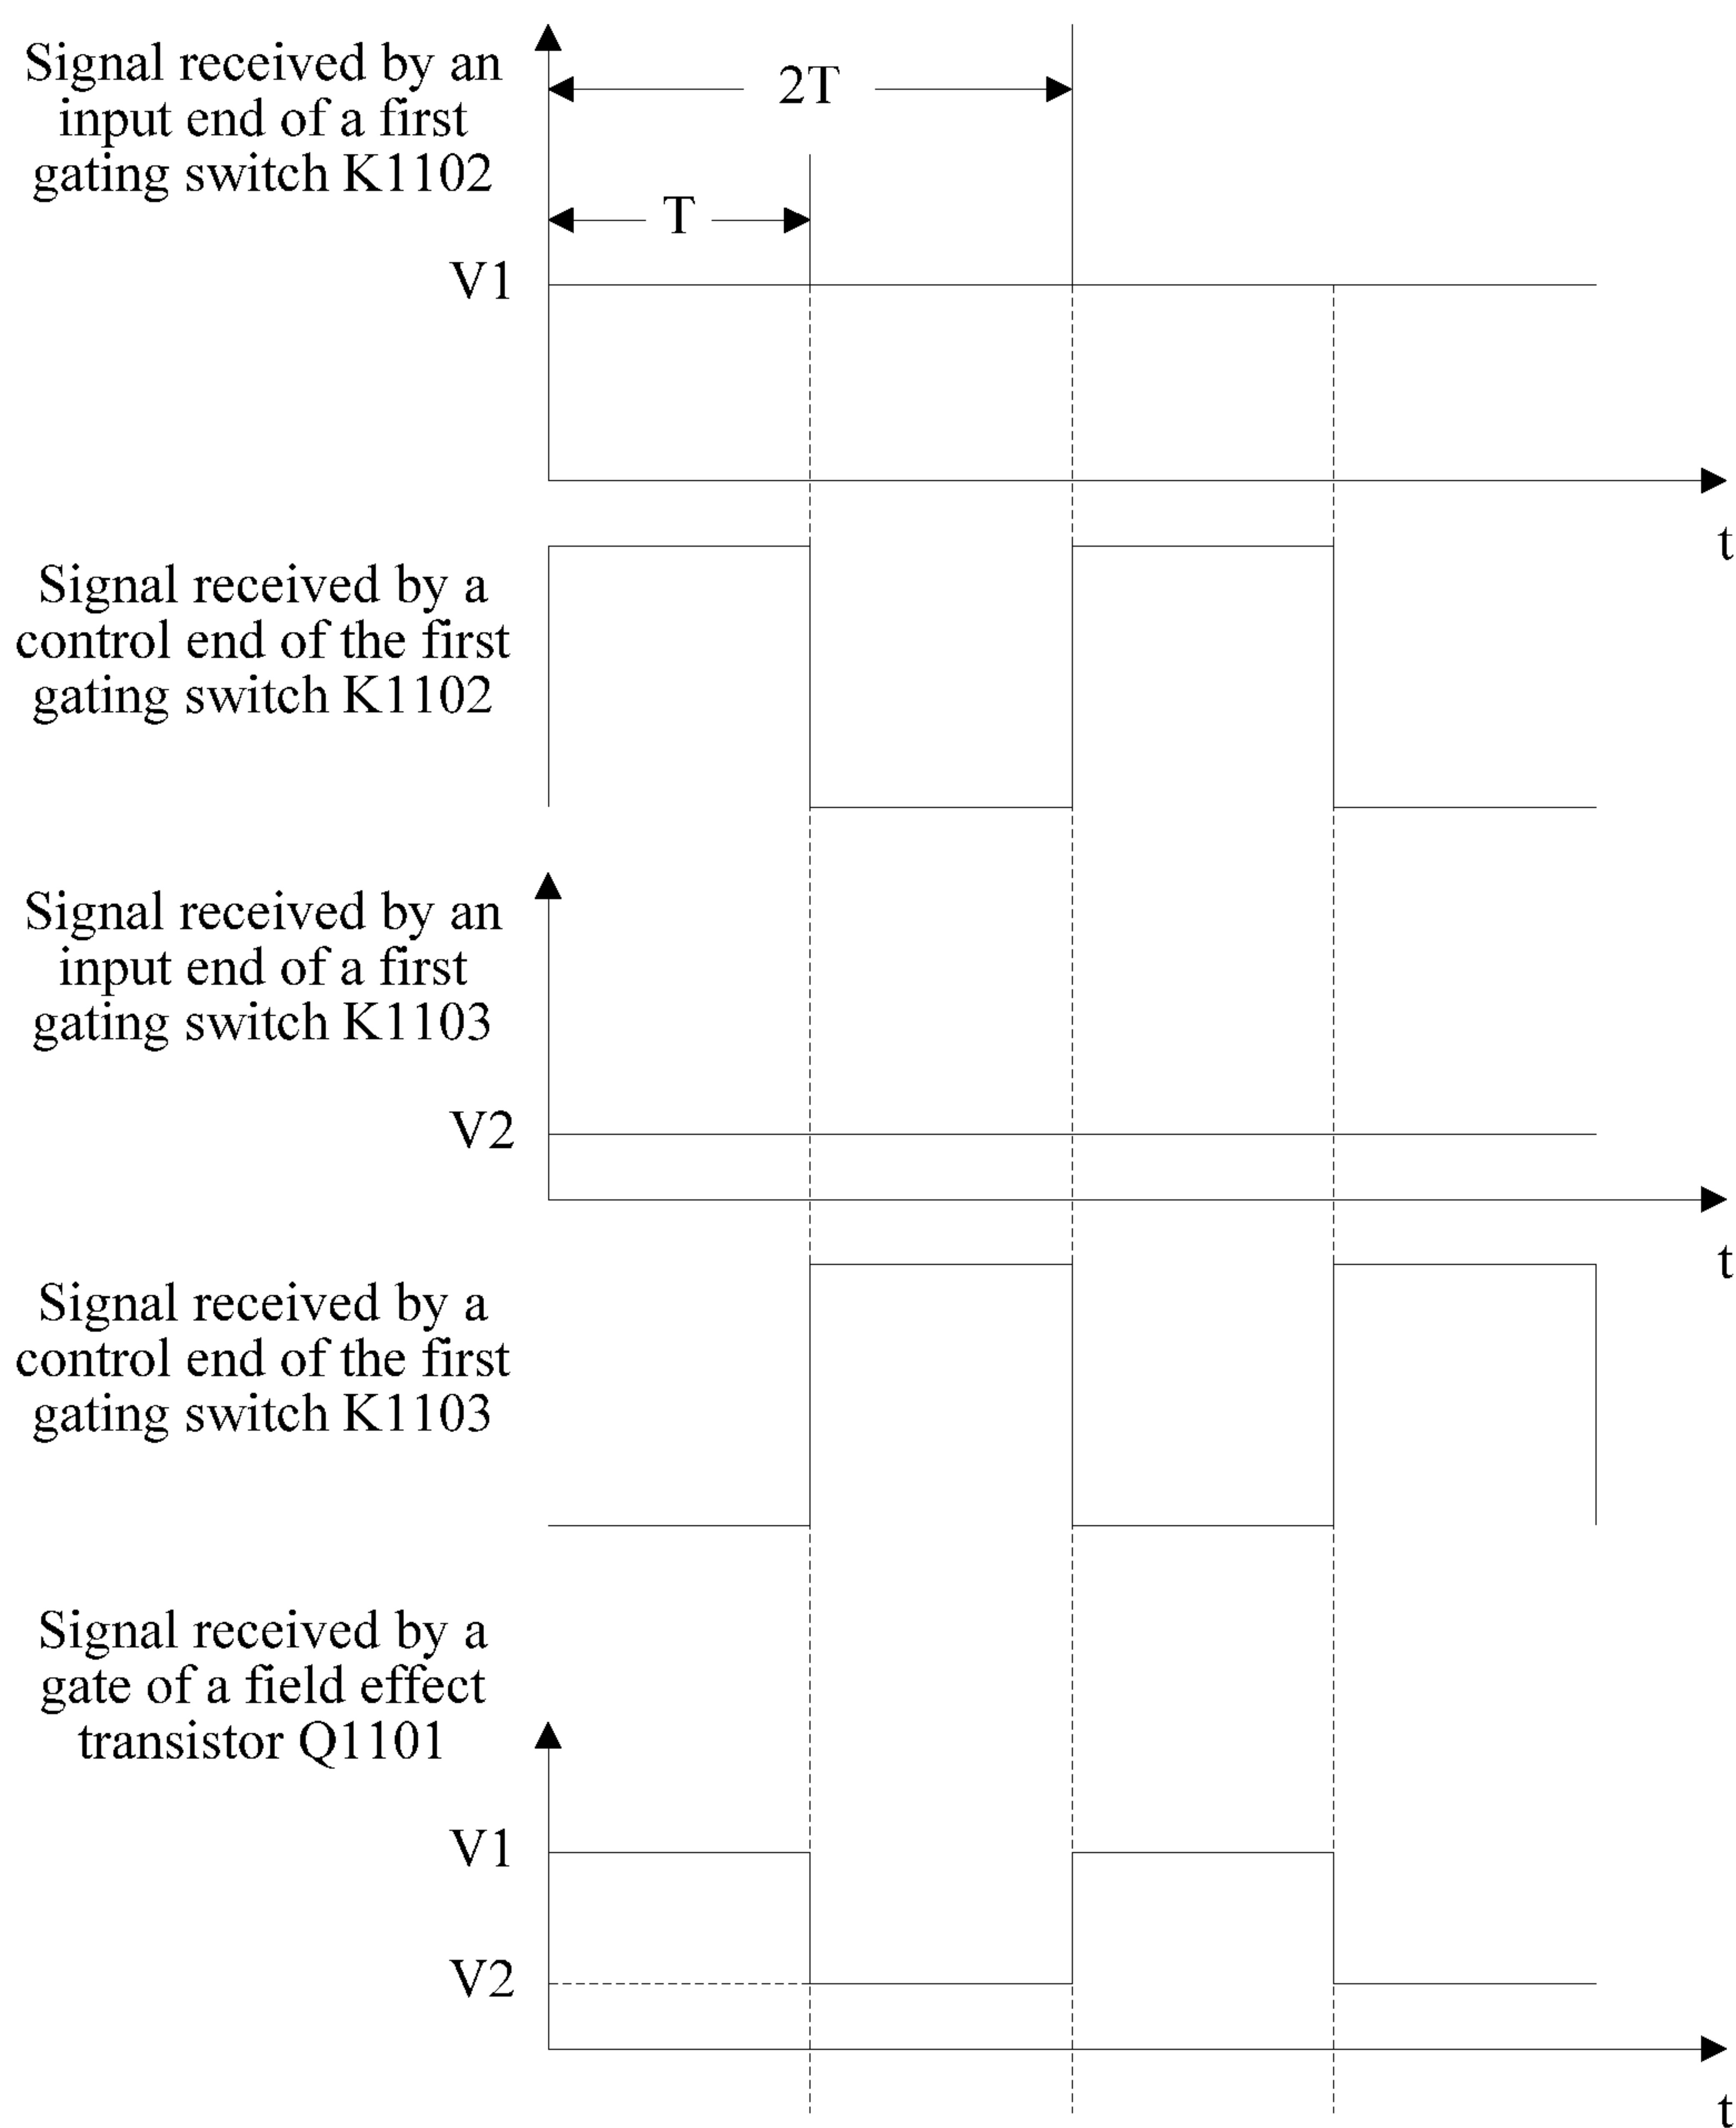 Signal received by an
input end of a first
gating switch K1102
2T
T
V1
t
Signal received by a
control end of the first
gating switch K1102
Signal received by an
input end of a first
gating switch K1103
V2
t
Signal received by a
control end of the first
gating switch K1103
Signal received by a
gate of a field effect
transistor Q1101
V1
V2
t